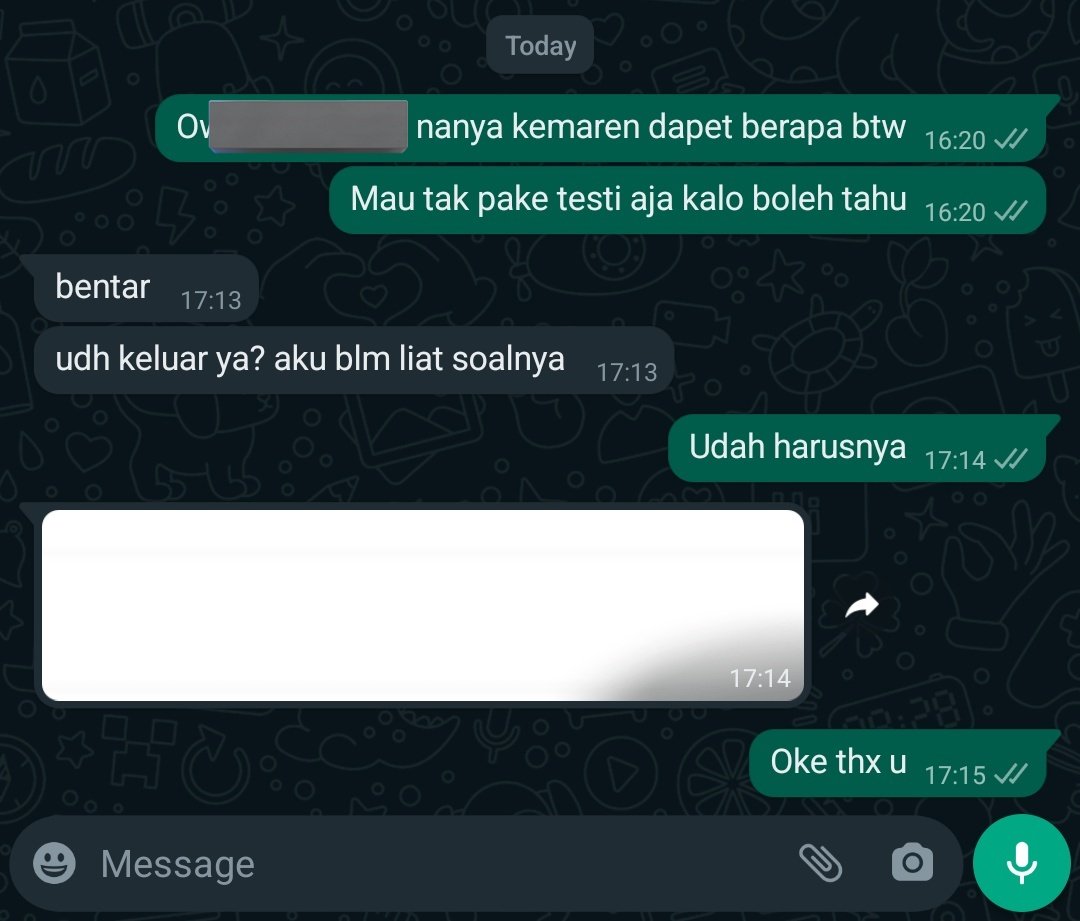 Today
nanya kemaren dapet berapa btw 16:20
Mau tak pake testi aja kalo boleh tahu 16:20
bentar 17:13
udh keluar ya? aku blm liat soalnya 17:13
Udah harusnya 17:14
17:14
Oke thx u 17:15
Message